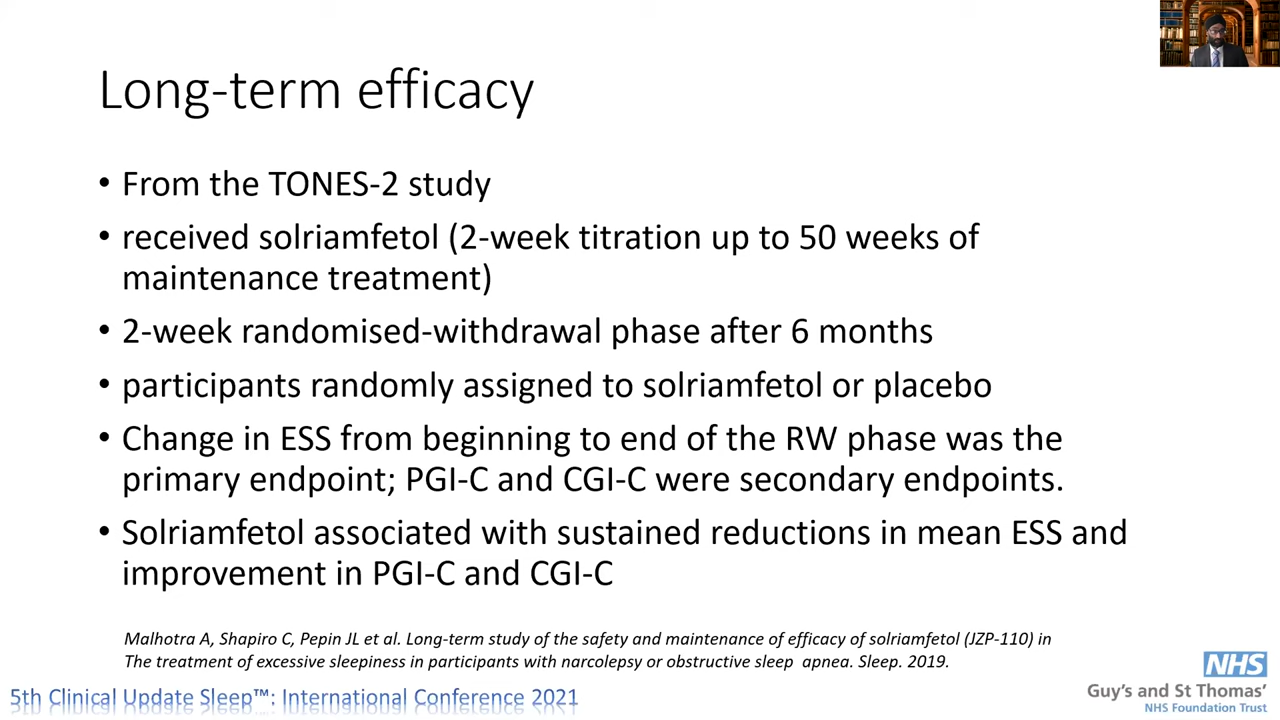 Long-term efficacy
• From the TONES-2 study
• received solriamfetol (2-week titration up to 50 weeks of
maintenance treatment)
• 2-week randomised-withdrawal phase after 6 months
• participants randomly assigned to solriamfetol or placebo
• Change in ESS from beginning to end of the RW phase was the
primary endpoint; PGI-C and CGI-C were secondary endpoints.
• Solriamfetol associated with sustained reductions in mean ESS and
improvement in PGI-C and CGI-C
Malhotra A, Shapiro C, Pepin JL et al. Long-term study of the safety and maintenance of efficacy of solriamfetol (JZP-110) in
The treatment of excessive sleepiness in participants with narcolepsy or obstructive sleep apnea. Sleep. 2019.
5th Clinical Update Sleep™: International Conference 2021
NHS
Guy's and St Thomas'
NHS Foundation Trust